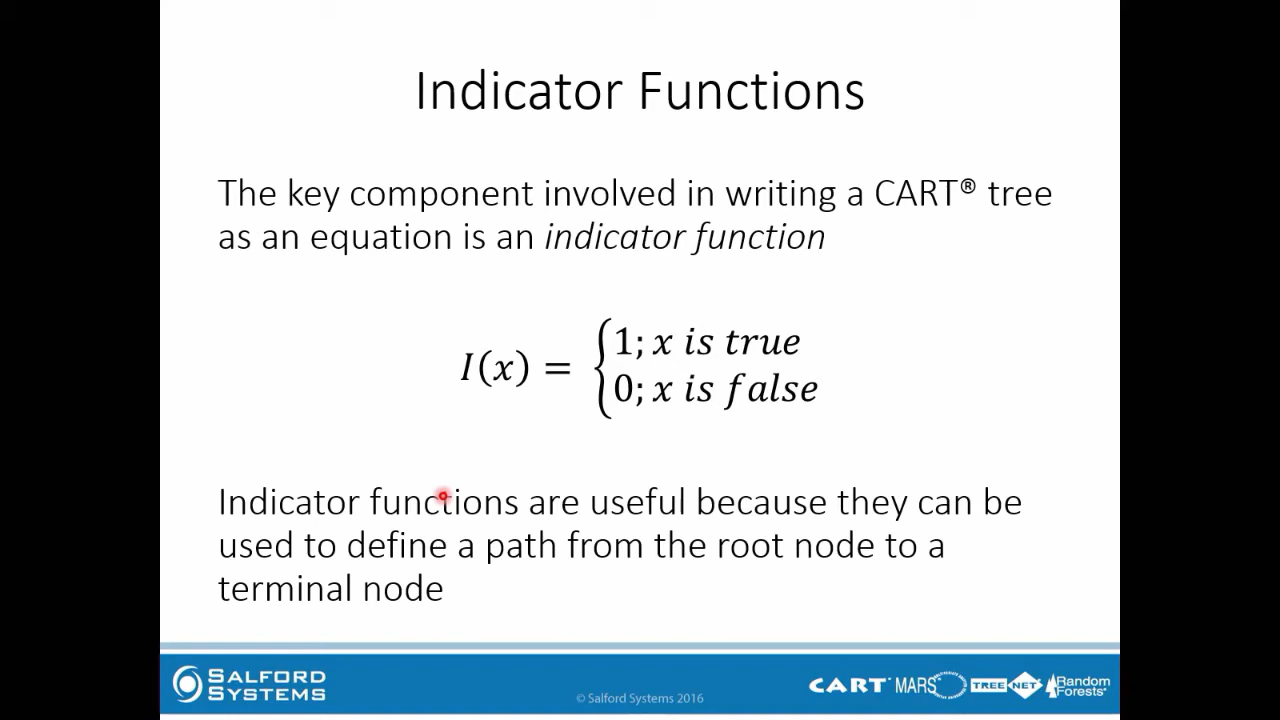 Indicator Functions
The key component involved in writing a CART® tree
as an equation is an indicator function
I(x) = {1; x is true
0; x is false
Indicator functions are useful because they can be
used to define a path from the root node to a
terminal node
SALFORD
SYSTEMS
© Salford Systems 2016
CART® MARS® TREENET® Random
Forests®